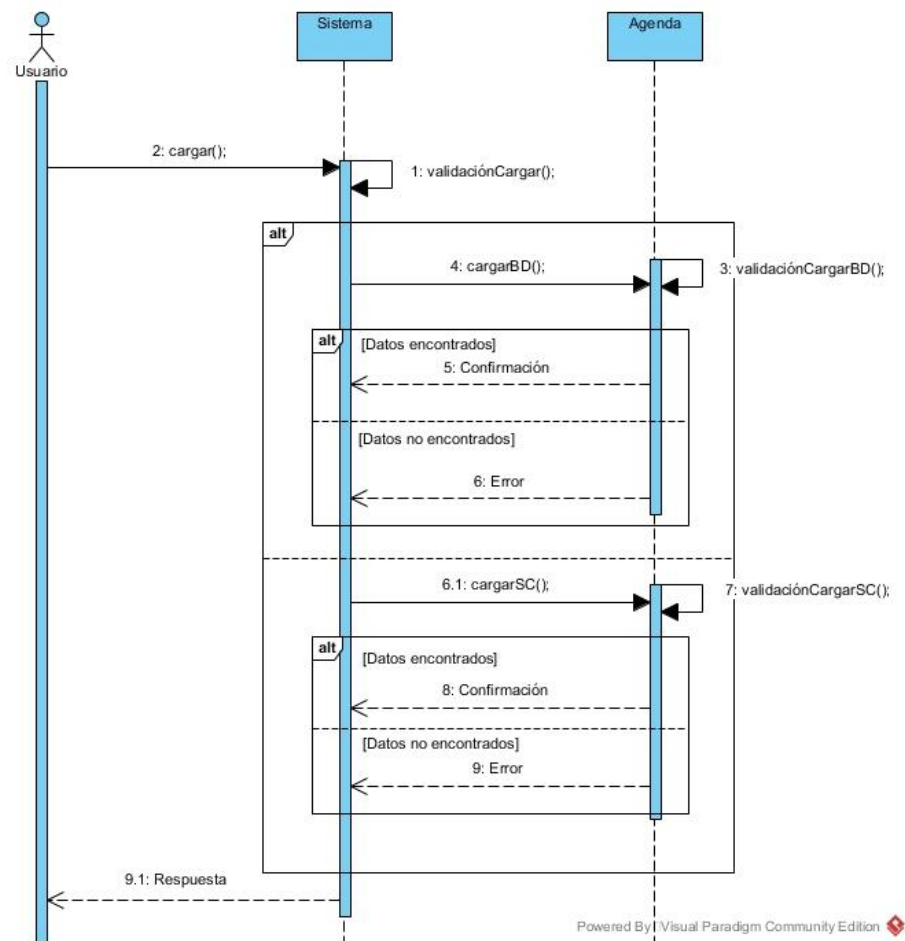 Sistema
Agenda
Usuario
2: cargar();
1: validaciónCargar();
alt
4: cargarBD();
3: validaciónCargarBD();
alt
[Datos encontrados]
5: Confirmación
[Datos no encontrados]
6: Error
6.1: cargarSC();
7: validaciónCargarSC();
alt
[Datos encontrados]
8: Confirmación
[Datos no encontrados]
9: Error
9.1: Respuesta
Powered By Visual Paradigm Community Edition